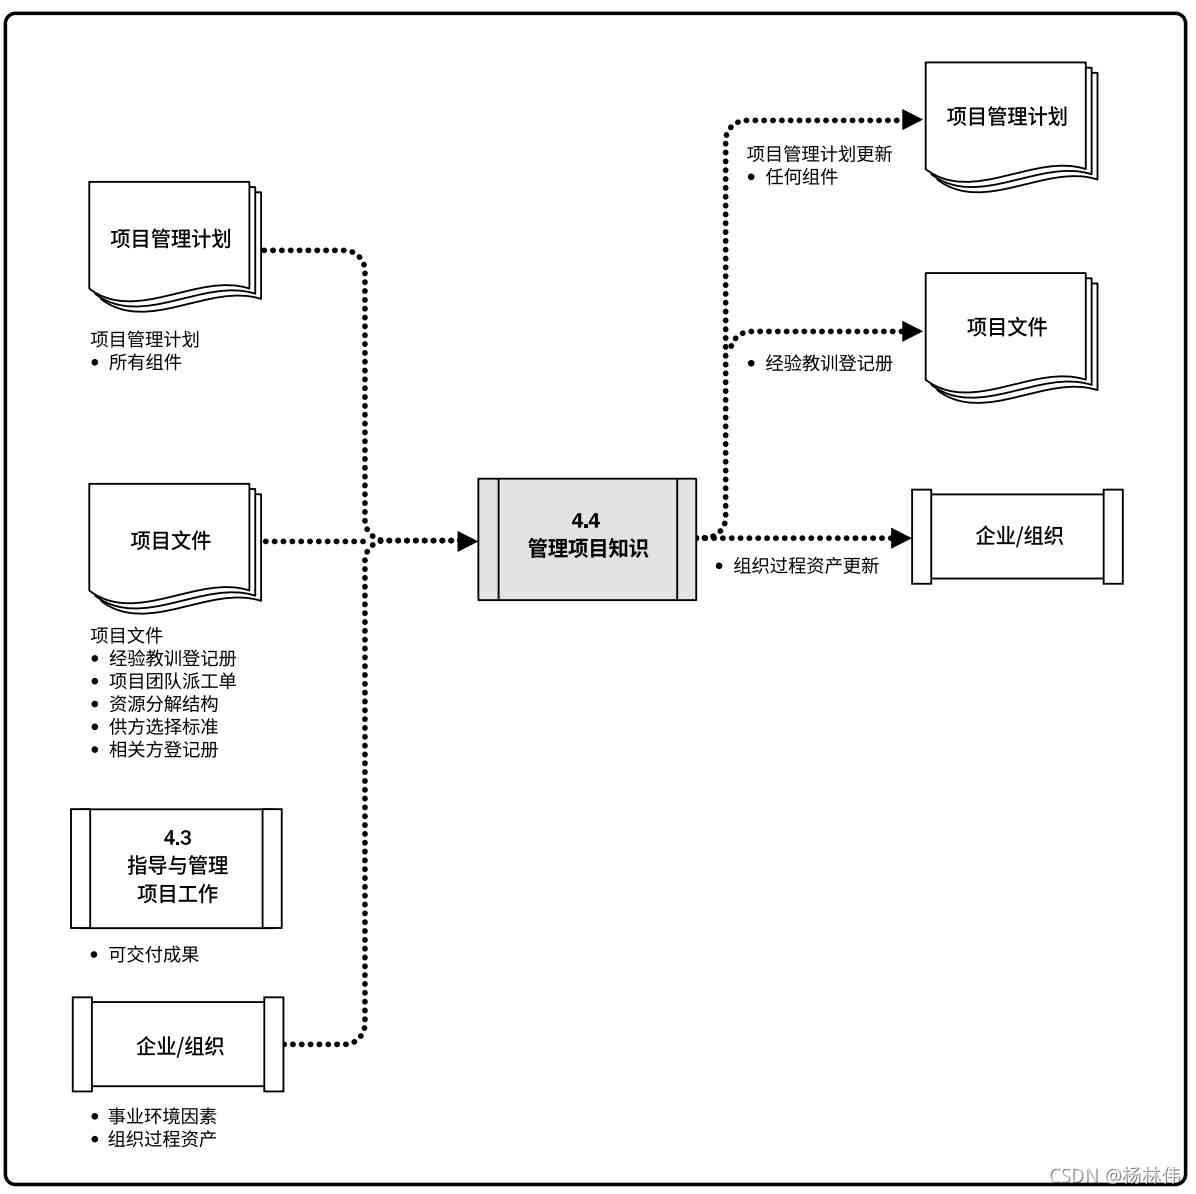 项目管理计划
项目管理计划
• 所有组件
项目文件
项目文件
• 经验教训登记册
• 项目团队派工单
• 资源分解结构
• 供方选择标准
• 相关方登记册
4.3
指导与管理
项目工作
• 可交付成果
企业/组织
• 事业环境因素
• 组织过程资产
4.4
管理项目知识
项目管理计划
项目管理计划更新
• 任何组件
项目文件
• 经验教训登记册
企业/组织
• 组织过程资产更新
CSDN @杨林伟